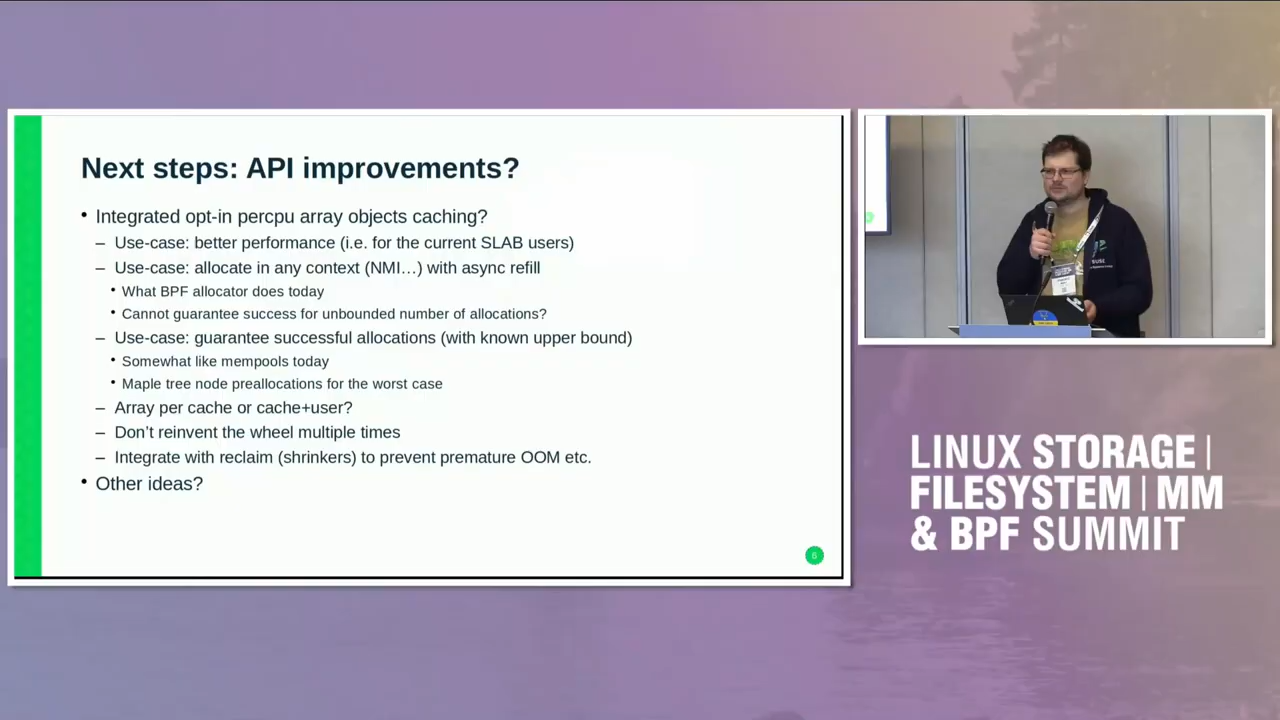 Next steps: API improvements?
• Integrated opt-in percpu array objects caching?
– Use-case: better performance (i.e. for the current SLAB users)
– Use-case: allocate in any context (NMI…) with async refill
• What BPF allocator does today
• Cannot guarantee success for unbounded number of allocations?
– Use-case: guarantee successful allocations (with known upper bound)
• Somewhat like mempools today
• Maple tree node preallocations for the worst case
– Array per cache or cache+user?
– Don’t reinvent the wheel multiple times
– Integrate with reclaim (shrinkers) to prevent premature OOM etc.
• Other ideas?
6
LINUX STORAGE |
FILESYSTEM | MM
& BPF SUMMIT